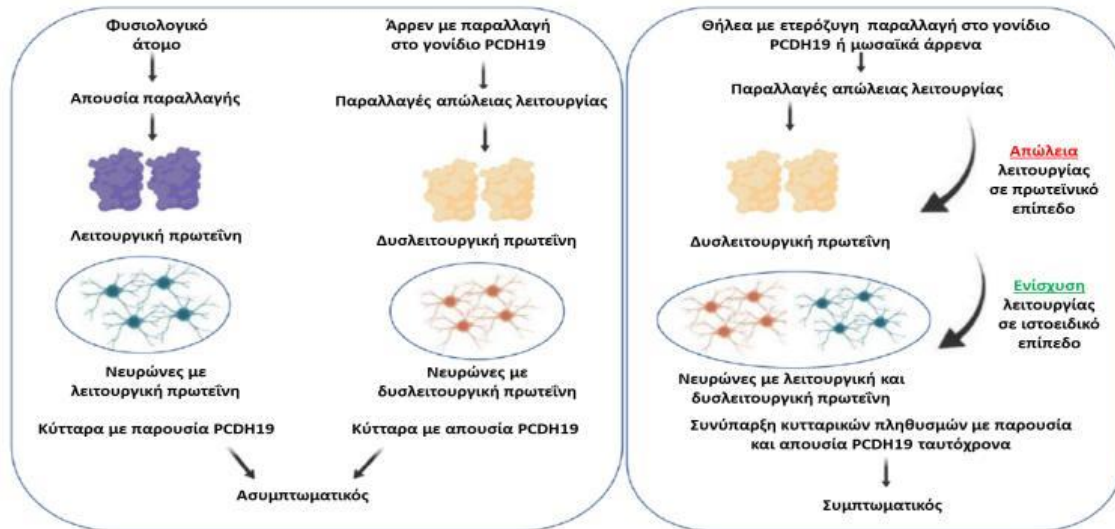 Φυσιολογικό
άτομο
Απουσία παραλλαγής
Λειτουργική πρωτεΐνη
Νευρώνες με
λειτουργική πρωτεΐνη
Κύτταρα με παρουσία PCDH19
Άρρεν με παραλλαγή
στο γονίδιο PCDH19
Παραλλαγές απώλειας λειτουργίας
Δυσλειτουργική πρωτεΐνη
Νευρώνες με
δυσλειτουργική πρωτεΐνη
Κύτταρα με απουσία PCDH19
Ασυμπτωματικός
Θήλεα με ετερόζυγη παραλλαγή στο γονίδιο
PCDH19 ή μωσαϊκά άρρενα
Παραλλαγές απώλειας λειτουργίας
Δυσλειτουργική πρωτεΐνη
Νευρώνες με λειτουργική και
δυσλειτουργική πρωτεΐνη
Συνύπαρξη κυτταρικών πληθυσμών με παρουσία
και απουσία PCDH19 ταυτόχρονα
Συμπτωματικός
Απώλεια
λειτουργίας
σε πρωτεϊνικό
επίπεδο
Ενίσχυση
λειτουργίας
σε ιστοειδικό
επίπεδο